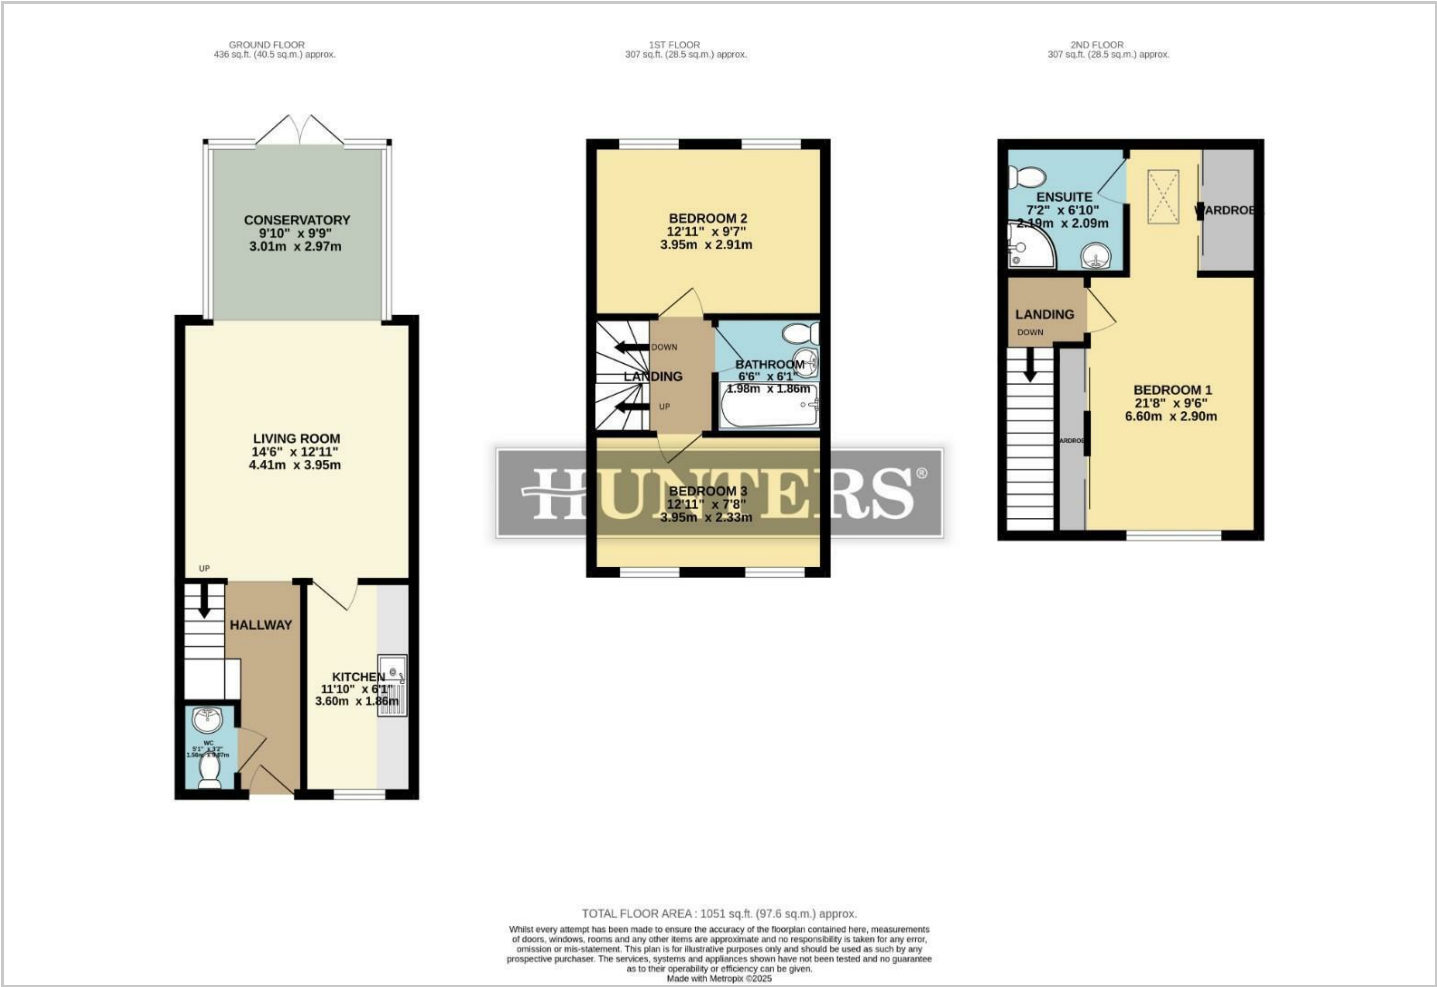 GROUND FLOOR
436 sq.ft. (40.5 sq.m.) approx.
1ST FLOOR
307 sq.ft. (28.5 sq.m.) approx.
2ND FLOOR
307 sq.ft. (28.5 sq.m.) approx.
CONSERVATORY
9'10" x 9'9"
3.01m x 2.97m
LIVING ROOM
14'6" x 12'11"
4.41m x 3.95m
UP
HALLWAY
KITCHEN
11'10" x 6'1"
3.60m x 1.86m
WC
5'1" x 3'2"
BEDROOM 2
12'11" x 9'7"
3.95m x 2.91m
DOWN
LANDING
UP
BATHROOM
6'6" x 6'1"
1.98m x 1.86m
HUNTERS®
BEDROOM 3
12'11" x 7'8"
3.95m x 2.33m
ENSUITE
7'2" x 6'10"
2.19m x 2.09m
WARDROBE
LANDING
DOWN
BEDROOM 1
21'8" x 9'6"
6.60m x 2.90m
ARDROB
TOTAL FLOOR AREA : 1051 sq.ft. (97.6 sq.m.) approx.
Whilst every attempt has been made to ensure the accuracy of the floorplan contained here, measurements
of doors, windows, rooms and any other items are approximate and no responsibility is taken for any error,
omission or mis-statement. This plan is for illustrative purposes only and should be used as such by any
prospective purchaser. The services, systems and appliances shown have not been tested and no guarantee
as to their operability or efficiency can be given.
Made with Metropix ©2025